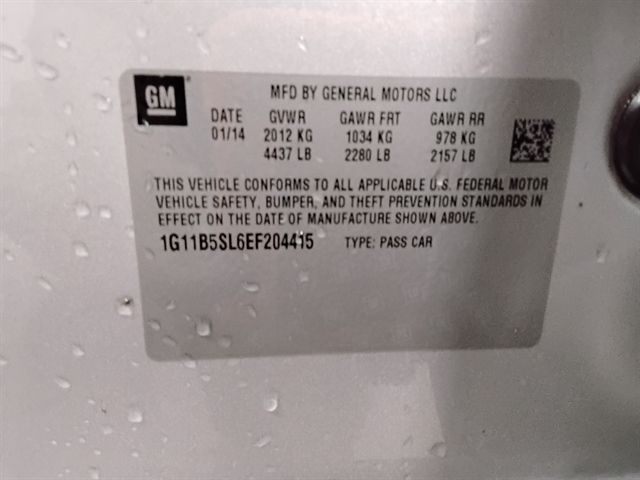 GM
MFD BY GENERAL MOTORS LLC
DATE GVWR GAWR FRT GAWR RR
01/14 2012 KG 1034 KG 978 KG
4437 LB 2280 LB 2157 LB
THIS VEHICLE CONFORMS TO ALL APPLICABLE U.S. FEDERAL MOTOR
VEHICLE SAFETY, BUMPER, AND THEFT PREVENTION STANDARDS IN
EFFECT ON THE DATE OF MANUFACTURE SHOWN ABOVE.
1G11B5SL6EF204415 TYPE: PASS CAR